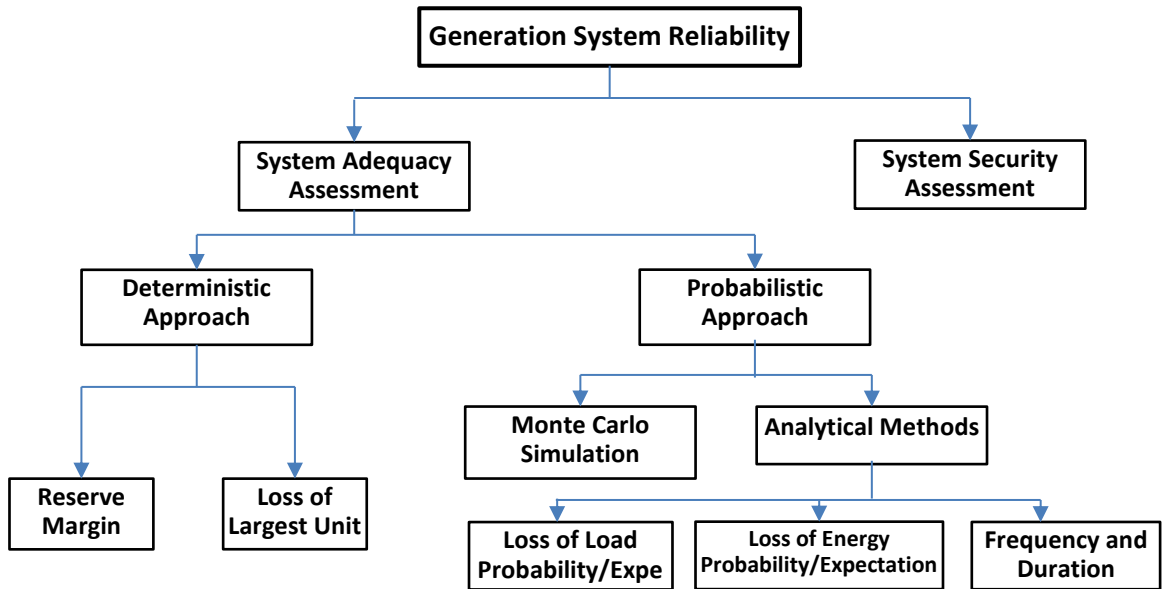 Generation System Reliability
System Adequacy
Assessment
System Security
Assessment
Deterministic
Approach
Probabilistic
Approach
Monte Carlo
Simulation
Analytical Methods
Reserve
Margin
Loss of
Largest Unit
Loss of Load
Probability/Expe
Loss of Energy
Probability/Expectation
Frequency and
Duration